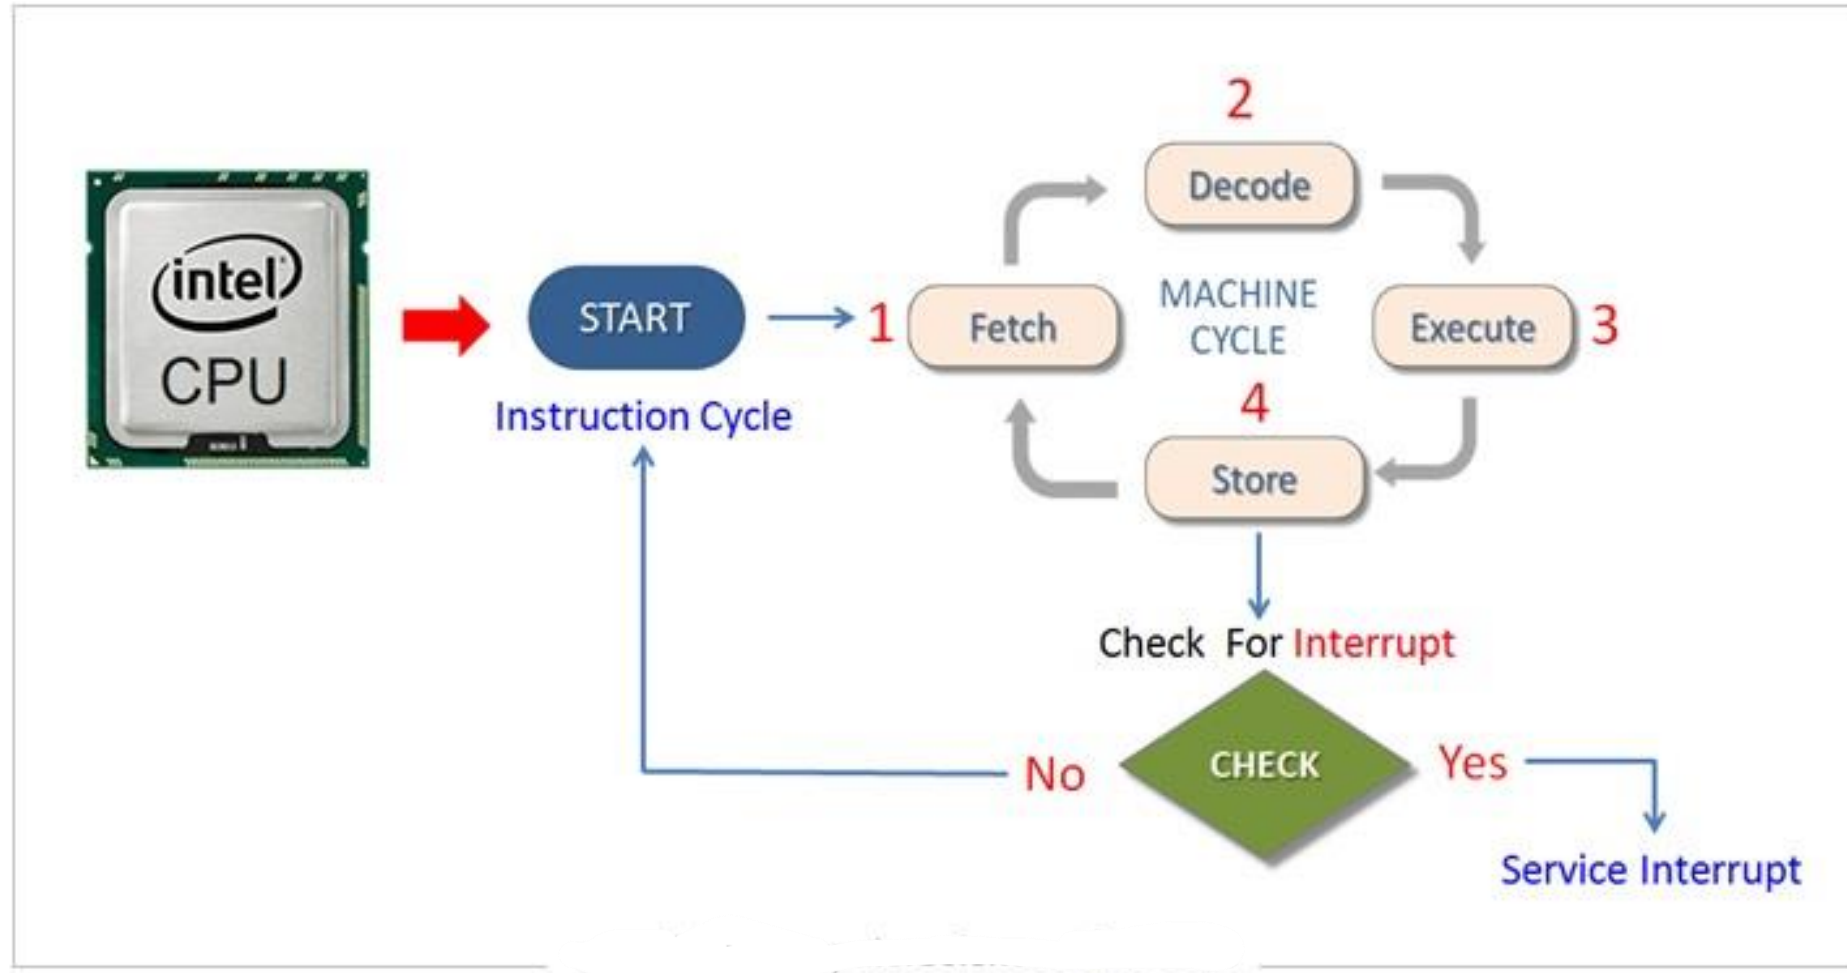 2
Decode
intel
CPU
START
1
Fetch
MACHINE
CYCLE
Execute
3
Instruction Cycle
4
Store
Check For Interrupt
No
CHECK
Yes
Service Interrupt